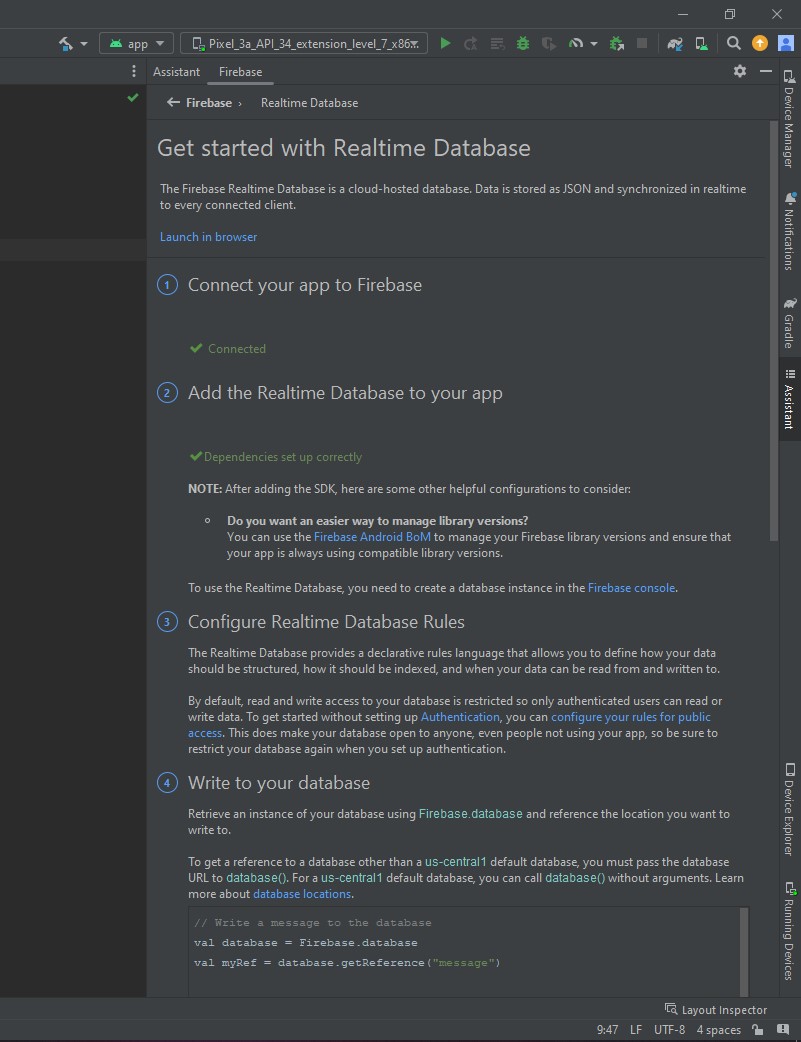 app
Pixel_3a_API_34_extension_level_7_x86...
Assistant
Firebase
Firebase › Realtime Database
Get started with Realtime Database
The Firebase Realtime Database is a cloud-hosted database. Data is stored as JSON and synchronized in realtime
to every connected client.
Launch in browser
1 Connect your app to Firebase
Connected
2 Add the Realtime Database to your app
Dependencies set up correctly
NOTE: After adding the SDK, here are some other helpful configurations to consider:
Do you want an easier way to manage library versions?
You can use the Firebase Android BoM to manage your Firebase library versions and ensure that
your app is always using compatible library versions.
To use the Realtime Database, you need to create a database instance in the Firebase console.
3 Configure Realtime Database Rules
The Realtime Database provides a declarative rules language that allows you to define how your data
should be structured, how it should be indexed, and when your data can be read from and written to.
By default, read and write access to your database is restricted so only authenticated users can read or
write data. To get started without setting up Authentication, you can configure your rules for public
access. This does make your database open to anyone, even people not using your app, so be sure to
restrict your database again when you set up authentication.
4 Write to your database
Retrieve an instance of your database using Firebase.database and reference the location you want to
write to.
To get a reference to a database other than a us-central1 default database, you must pass the database
URL to database(). For a us-central1 default database, you can call database() without arguments. Learn
more about database locations.
// Write a message to the database
val database = Firebase.database
val myRef = database.getReference("message")
Device Manager
Notifications
Gradle
Assistant
Device Explorer
Running Devices
Layout Inspector
9:47 LF UTF-8 4 spaces